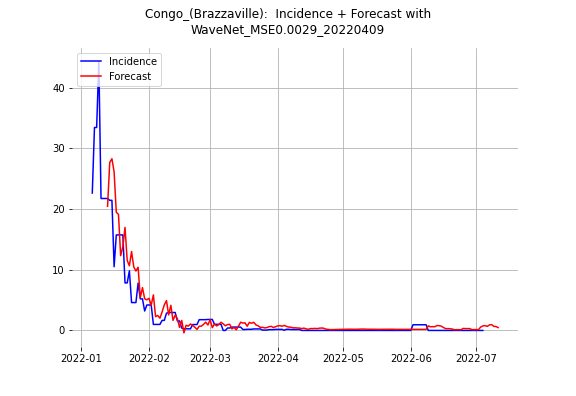 Congo_(Brazzaville):  Incidence + Forecast with
WaveNet_MSE0.0029_20220409
Incidence
Forecast
40
30
20
10
0
2022-01 2022-02 2022-03 2022-04 2022-05 2022-06 2022-07